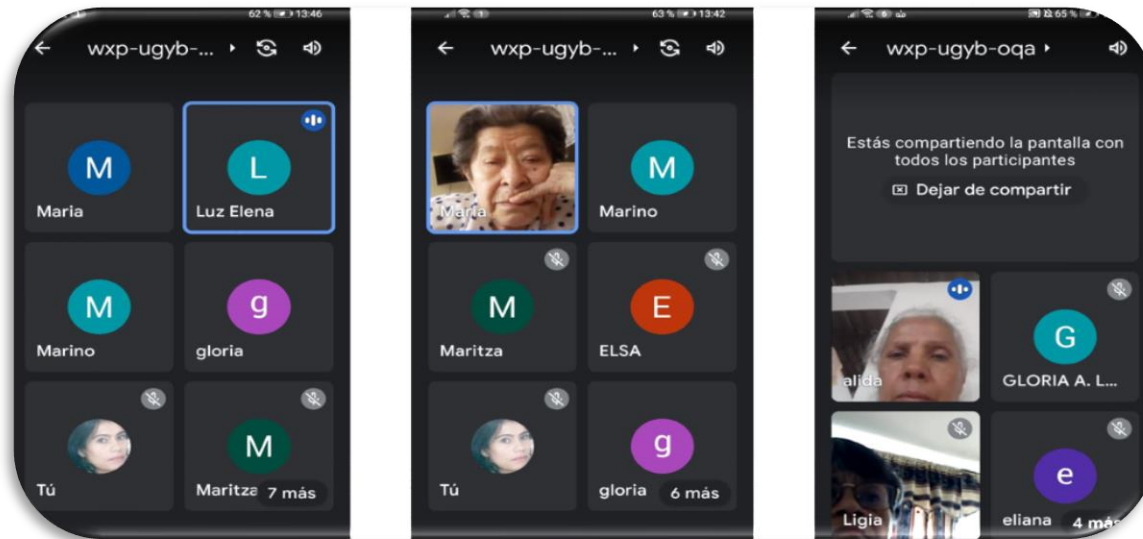 62 % 13:46
wxp-ugyb-...
M
Maria
L
Luz Elena
M
Marino
g
gloria
Tú
M
Maritza 7 más
63 % 13:42
wxp-ugyb-...
Maria
M
Marino
M
Maritza
E
ELSA
Tú
g
gloria 6 más
65 %
wxp-ugyb-oqa
Estás compartiendo la pantalla con
todos los participantes
Dejar de compartir
alida
G
GLORIA A. L...
Ligia
e
eliana 4 más